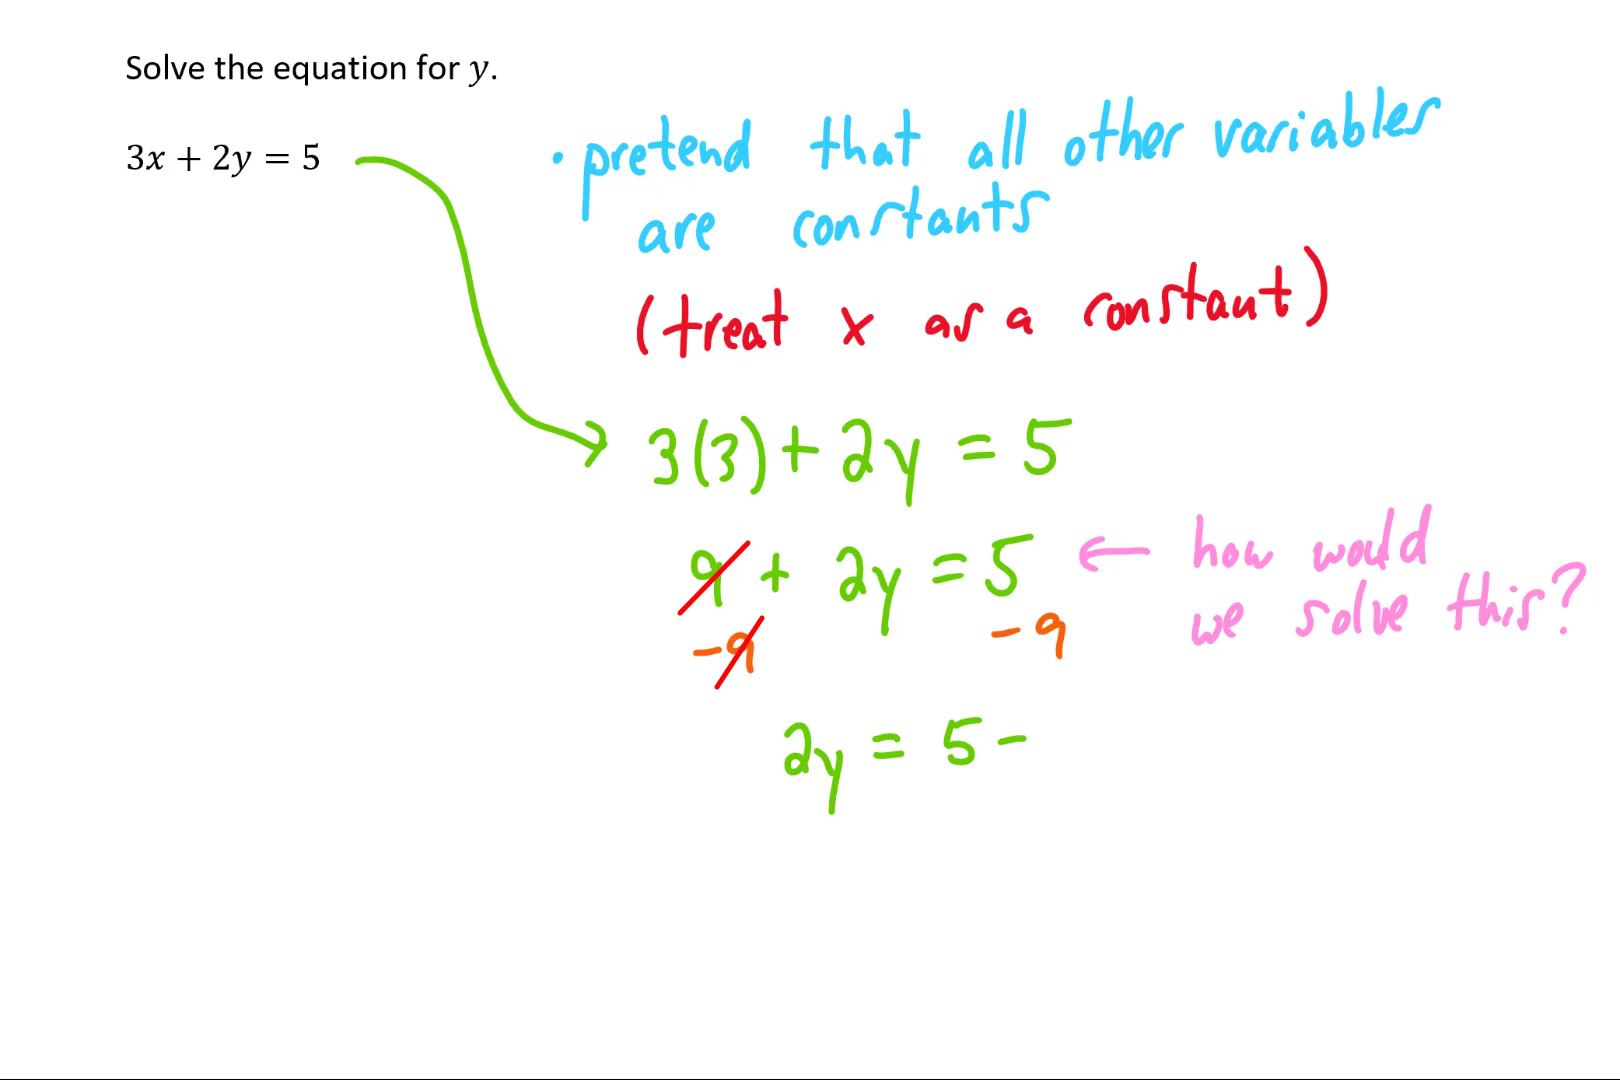 Solve the equation for y.
3x + 2y = 5
• pretend that all other variables
are constants
(treat x as a constant)
3(3) + 2y = 5
9 + 2y = 5 ← how would
we solve this?
-9 -9
2y = 5 -